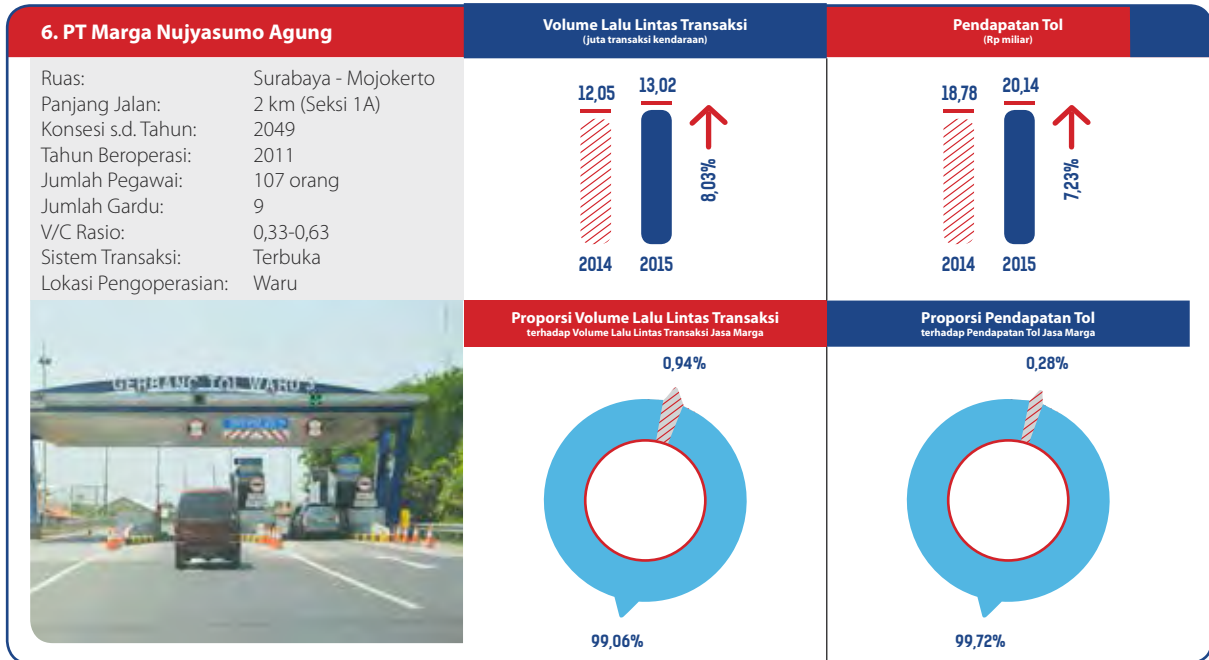 6. PT Marga Nujyasumo Agung
Ruas: Surabaya - Mojokerto
Panjang Jalan: 2 km (Seksi 1A)
Konsesi s.d. Tahun: 2049
Tahun Beroperasi: 2011
Jumlah Pegawai: 107 orang
Jumlah Gardu: 9
V/C Rasio: 0,33-0,63
Sistem Transaksi: Terbuka
Lokasi Pengoperasian: Waru
GERBANG TOL WARU
Volume Lalu Lintas Transaksi
(juta transaksi kendaraan)
12,05 13,02
8,03%
2014 2015
Pendapatan Tol
(Rp miliar)
18,78 20,14
7,23%
2014 2015
Proporsi Volume Lalu Lintas Transaksi
terhadap Volume Lalu Lintas Transaksi Jasa Marga
0,94%
99,06%
Proporsi Pendapatan Tol
terhadap Pendapatan Tol Jasa Marga
0,28%
99,72%